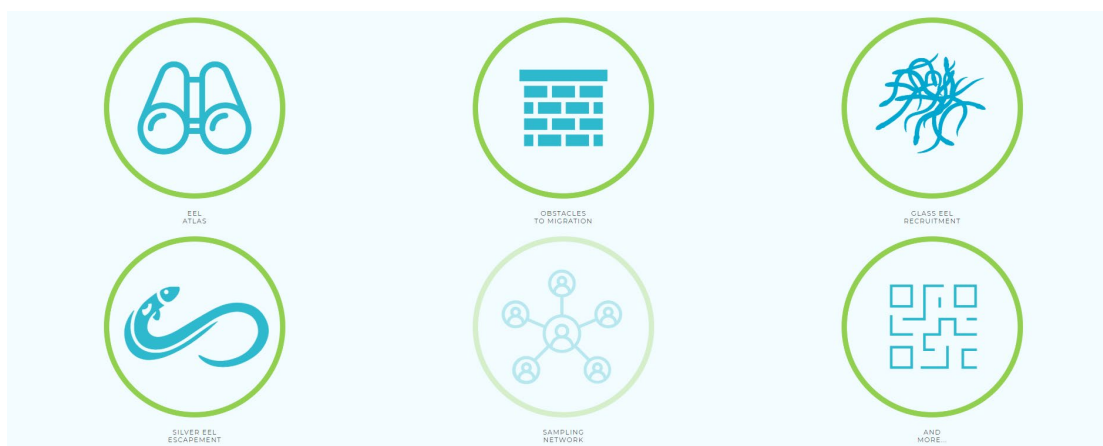 EEL
ATLAS
OBSTACLES
TO MIGRATION
GLASS EEL
RECRUITMENT
SILVER EEL
ESCAPEMENT
SAMPLING
NETWORK
AND
MORE...